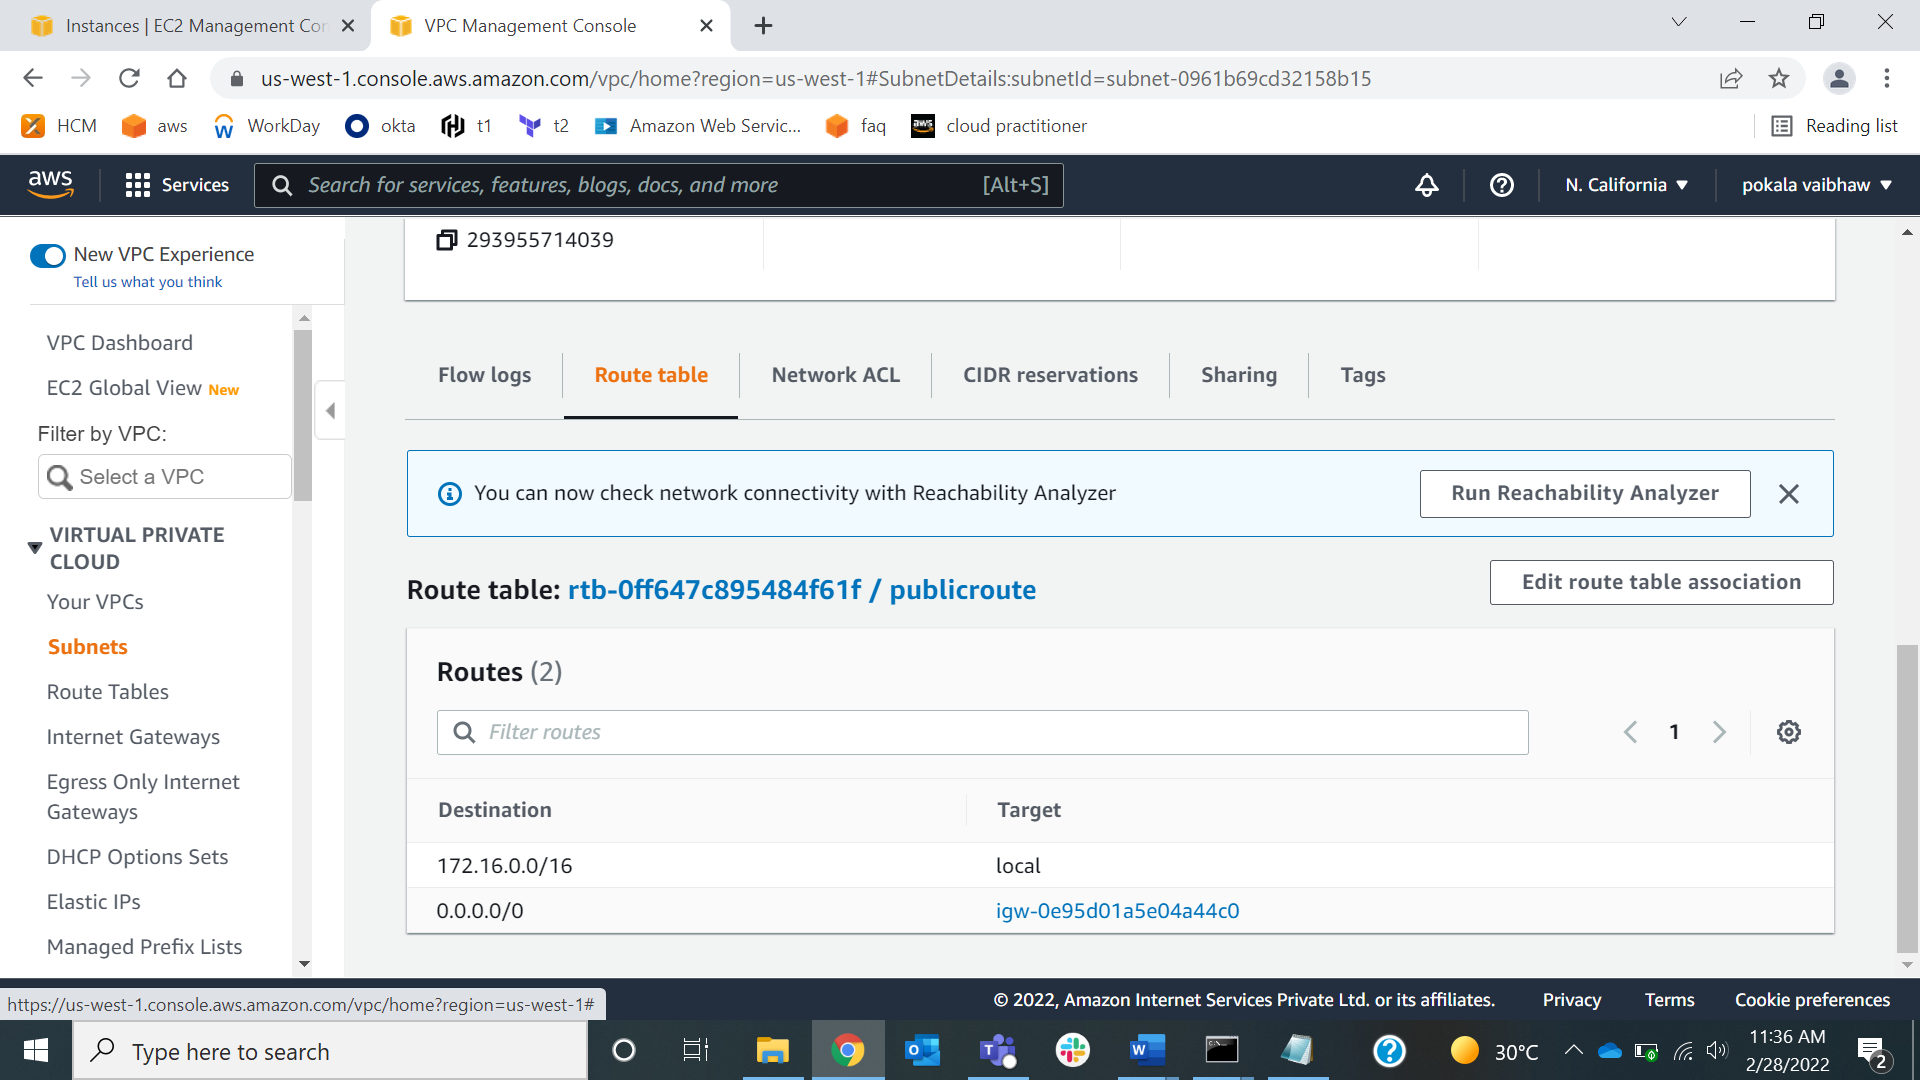 Instances | EC2 Management Con
VPC Management Console
us-west-1.console.aws.amazon.com/vpc/home?region=us-west-1#SubnetDetails:subnetId=subnet-0961b69cd32158b15
HCM
aws
WorkDay
okta
t1
t2
Amazon Web Servic...
faq
cloud practitioner
Reading list
aws
Services
Search for services, features, blogs, docs, and more
[Alt+S]
N. California
pokala vaibhaw
New VPC Experience
Tell us what you think
293955714039
VPC Dashboard
EC2 Global View New
Filter by VPC:
Select a VPC
VIRTUAL PRIVATE
CLOUD
Your VPCs
Subnets
Route Tables
Internet Gateways
Egress Only Internet
Gateways
DHCP Options Sets
Elastic IPs
Managed Prefix Lists
Flow logs
Route table
Network ACL
CIDR reservations
Sharing
Tags
You can now check network connectivity with Reachability Analyzer
Run Reachability Analyzer
Route table: rtb-0ff647c895484f61f / publicroute
Edit route table association
Routes (2)
Filter routes
1
Destination
Target
172.16.0.0/16
local
0.0.0.0/0
igw-0e95d01a5e04a44c0
https://us-west-1.console.aws.amazon.com/vpc/home?region=us-west-1#
© 2022, Amazon Internet Services Private Ltd. or its affiliates.
Privacy
Terms
Cookie preferences
Type here to search
30°C
11:36 AM
2/28/2022
2